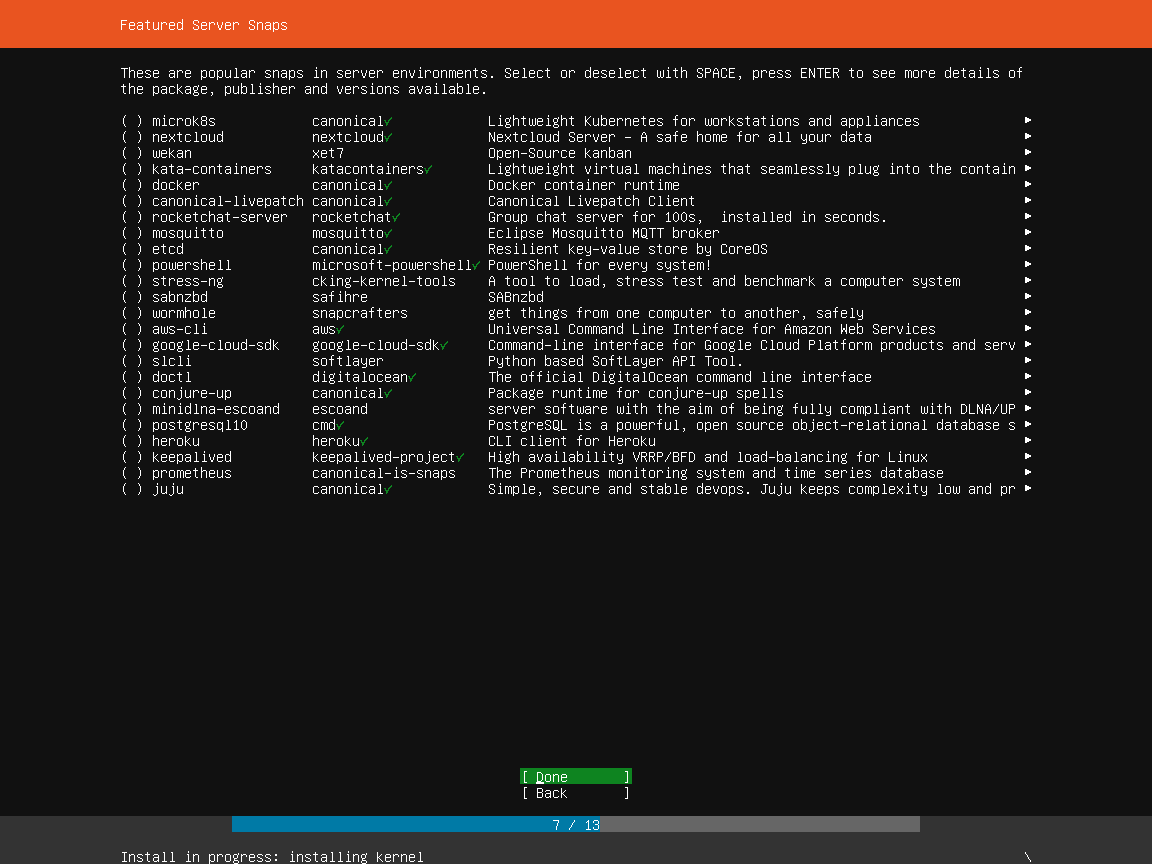 Featured Server Snaps
These are popular snaps in server environments. Select or deselect with SPACE, press ENTER to see more details of
the package, publisher and versions available.
( ) microk8s canonical✓ Lightweight Kubernetes for workstations and appliances ▸
( ) nextcloud nextcloud✓ Nextcloud Server – A safe home for all your data ▸
( ) wekan xet7 Open-Source kanban ▸
( ) kata-containers katacontainers✓ Lightweight virtual machines that seamlessly plug into the contain ▸
( ) docker canonical✓ Docker container runtime ▸
( ) canonical-livepatch canonical✓ Canonical Livepatch Client ▸
( ) rocketchat-server rocketchat✓ Group chat server for 100s,  installed in seconds. ▸
( ) mosquitto mosquitto✓ Eclipse Mosquitto MQTT broker ▸
( ) etcd canonical✓ Resilient key-value store by CoreOS ▸
( ) powershell microsoft-powershell✓ PowerShell for every system! ▸
( ) stress-ng cking-kernel-tools A tool to load, stress test and benchmark a computer system ▸
( ) sabnzbd safihre SABnzbd ▸
( ) wormhole snapcrafters get things from one computer to another, safely ▸
( ) aws-cli aws✓ Universal Command Line Interface for Amazon Web Services ▸
( ) google-cloud-sdk google-cloud-sdk✓ Command-line interface for Google Cloud Platform products and serv ▸
( ) slcli softlayer Python based SoftLayer API Tool. ▸
( ) doctl digitalocean✓ The official DigitalOcean command line interface ▸
( ) conjure-up canonical✓ Package runtime for conjure-up spells ▸
( ) minidlna-escoand escoand server software with the aim of being fully compliant with DLNA/UP ▸
( ) postgresql10 cmd✓ PostgreSQL is a powerful, open source object-relational database s ▸
( ) heroku heroku✓ CLI client for Heroku ▸
( ) keepalived keepalived-project✓ High availability VRRP/BFD and load-balancing for Linux ▸
( ) prometheus canonical-is-snaps The Prometheus monitoring system and time series database ▸
( ) juju canonical✓ Simple, secure and stable devops. Juju keeps complexity low and pr ▸
[ Done ]
[ Back ]
7 / 13
Install in progress: installing kernel \